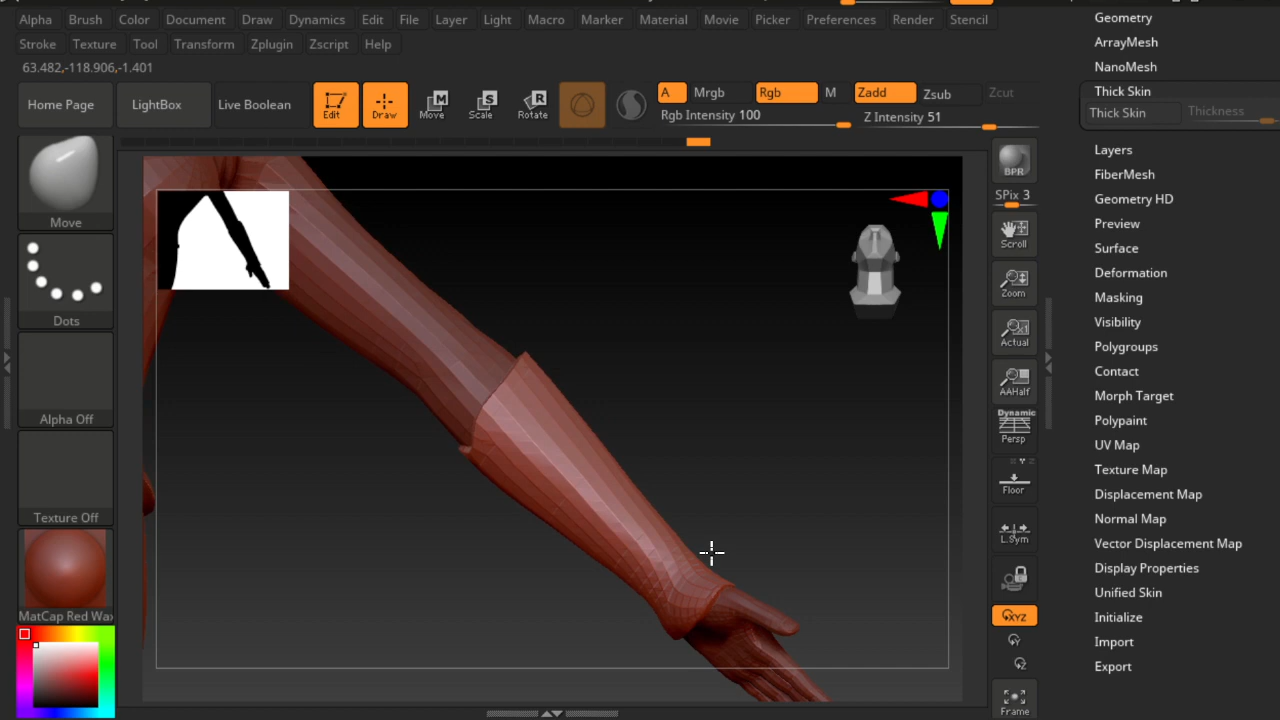 Alpha Brush Color Document Draw Dynamics Edit File Layer Light Macro Marker Material Movie Picker Preferences Render Stencil
Stroke Texture Tool Transform Zplugin Zscript Help
63.482,-118.906,-1.401
Home Page LightBox Live Boolean Edit Draw Move Scale Rotate
A Mrgb Rgb M Zadd Zsub Zcut
Rgb Intensity 100 Z Intensity 51
Move
Dots
Alpha Off
Texture Off
MatCap Red Wax
BPR
SPix 3
Scroll
Zoom
Actual
AAHalf
Dynamic
Persp
Floor
L.Sym
XYZ
Y
Z
Frame
Geometry
ArrayMesh
NanoMesh
Thick Skin
Thick Skin Thickness
Layers
FiberMesh
Geometry HD
Preview
Surface
Deformation
Masking
Visibility
Polygroups
Contact
Morph Target
Polypaint
UV Map
Texture Map
Displacement Map
Normal Map
Vector Displacement Map
Display Properties
Unified Skin
Initialize
Import
Export